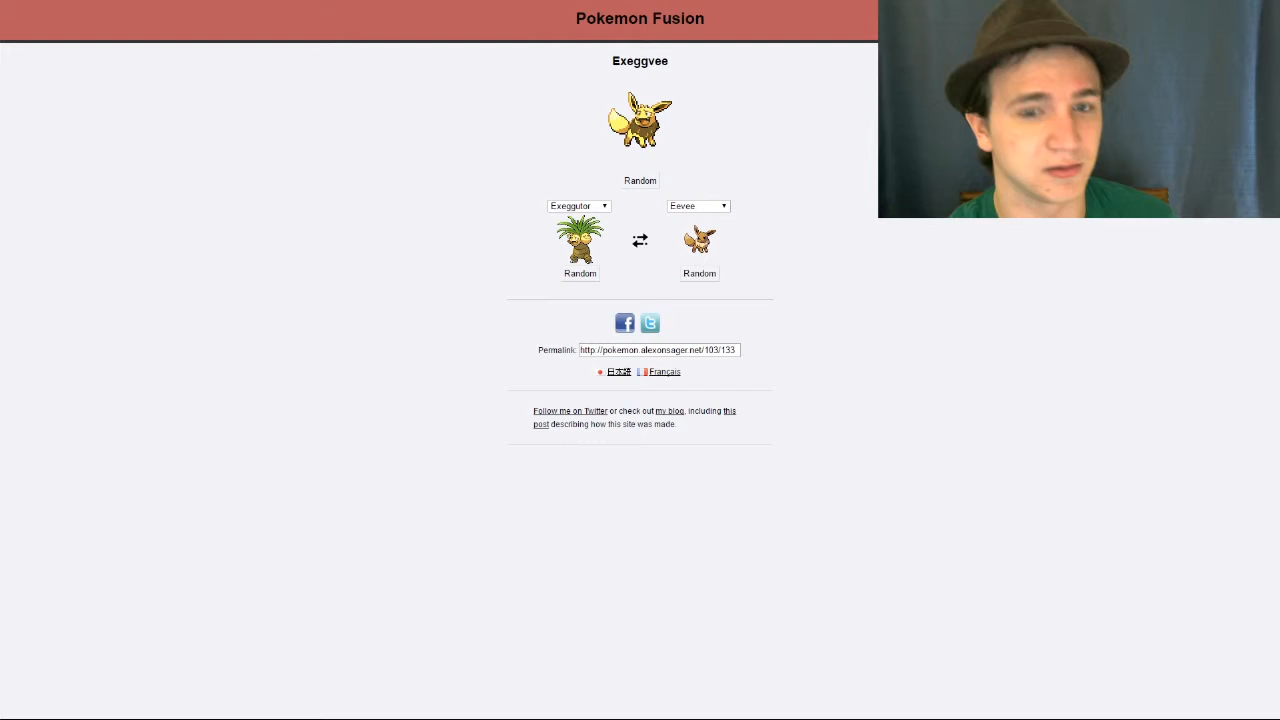 Pokemon Fusion
Exeggvee
Random
Exeggutor Eevee
Random Random
Permalink: http://pokemon.alexonsager.net/103/133
日本語 Français
Follow me on Twitter or check out my blog, including this
post describing how this site was made.